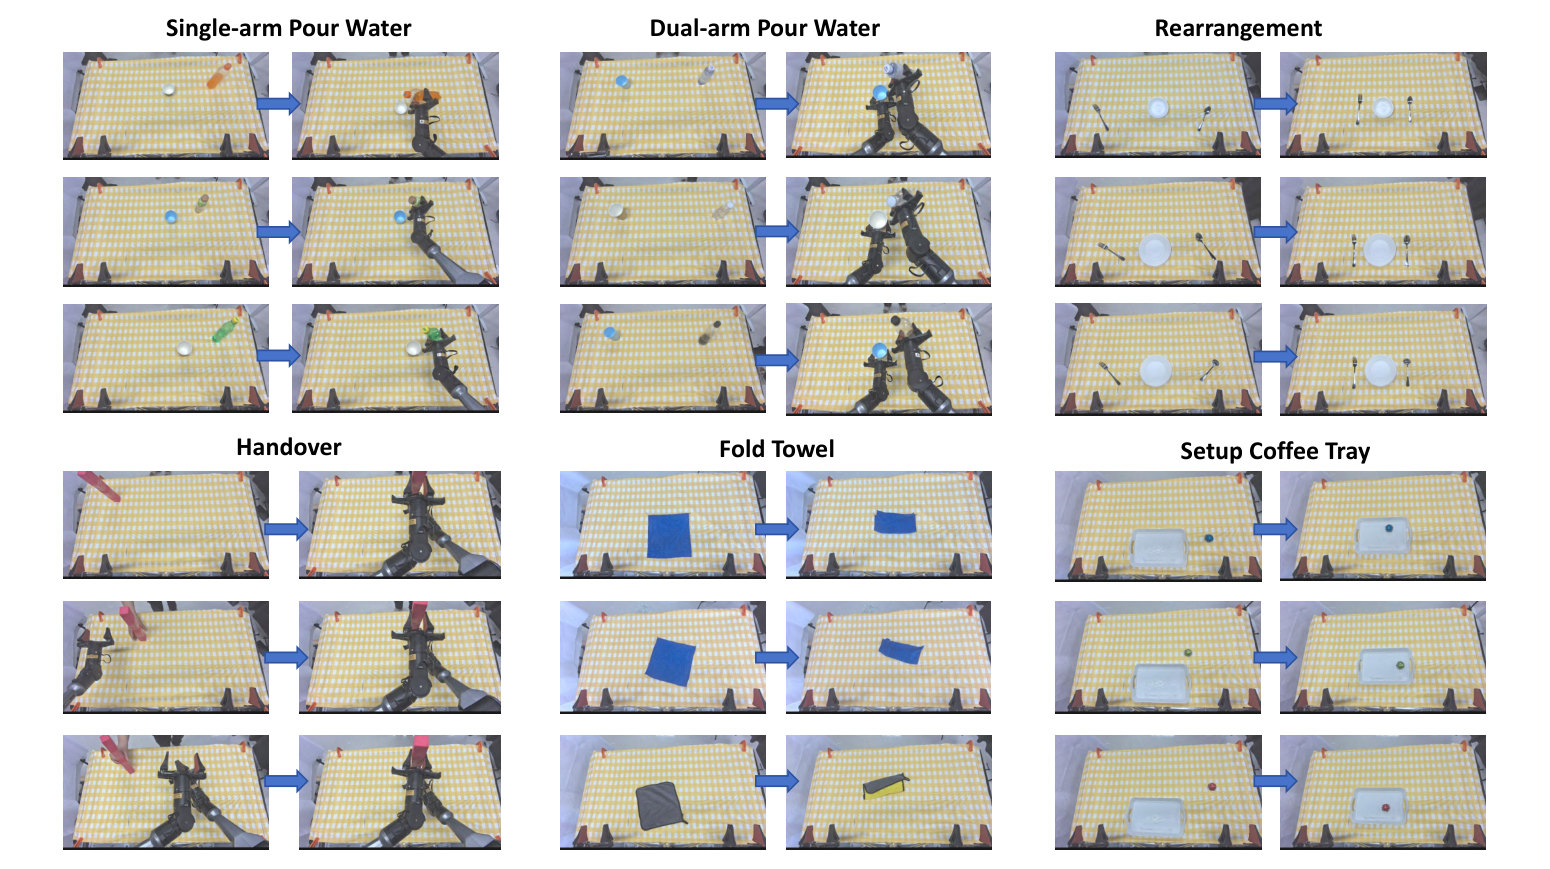 Single-arm Pour Water
Dual-arm Pour Water
Rearrangement
Handover
Fold Towel
Setup Coffee Tray